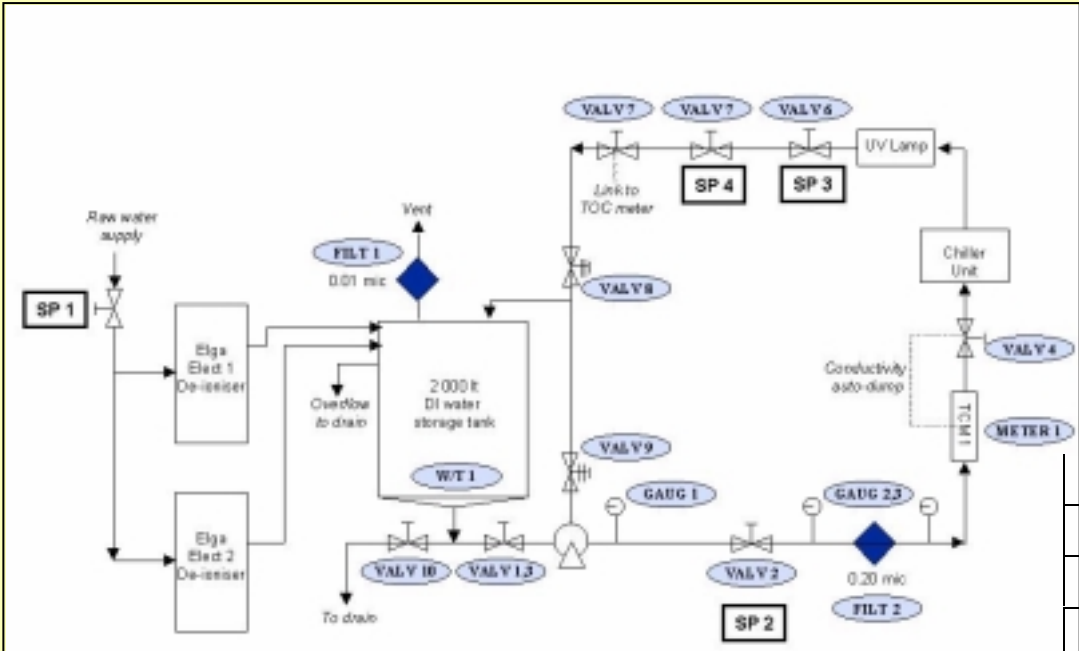 VALV 7
VALV 7
VALV 6
UV Lamp
SP 4
SP 3
Link to
TOC meter
Raw water
supply
Vent
FILT 1
0.01 mic
VALV 8
Chiller
Unit
SP 1
Elga
Elect 1
De-ioniser
2 000 lt
DI water
storage tank
Overflow
to drain
Conductivity
auto-dump
VALV 4
TCM 1
METER 1
VALV 9
W/T 1
GAUG 1
GAUG 2,3
Elga
Elect 2
De-ioniser
VALV 10
VALV 1,3
VALV 2
0.20 mic
FILT 2
To drain
SP 2